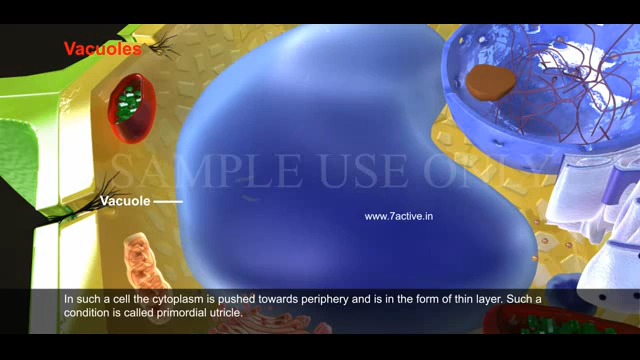 Vacuoles
SAMPLE USE ONLY
Vacuole
www.7active.in
In such a cell the cytoplasm is pushed towards periphery and is in the form of thin layer. Such a
condition is called primordial utricle.